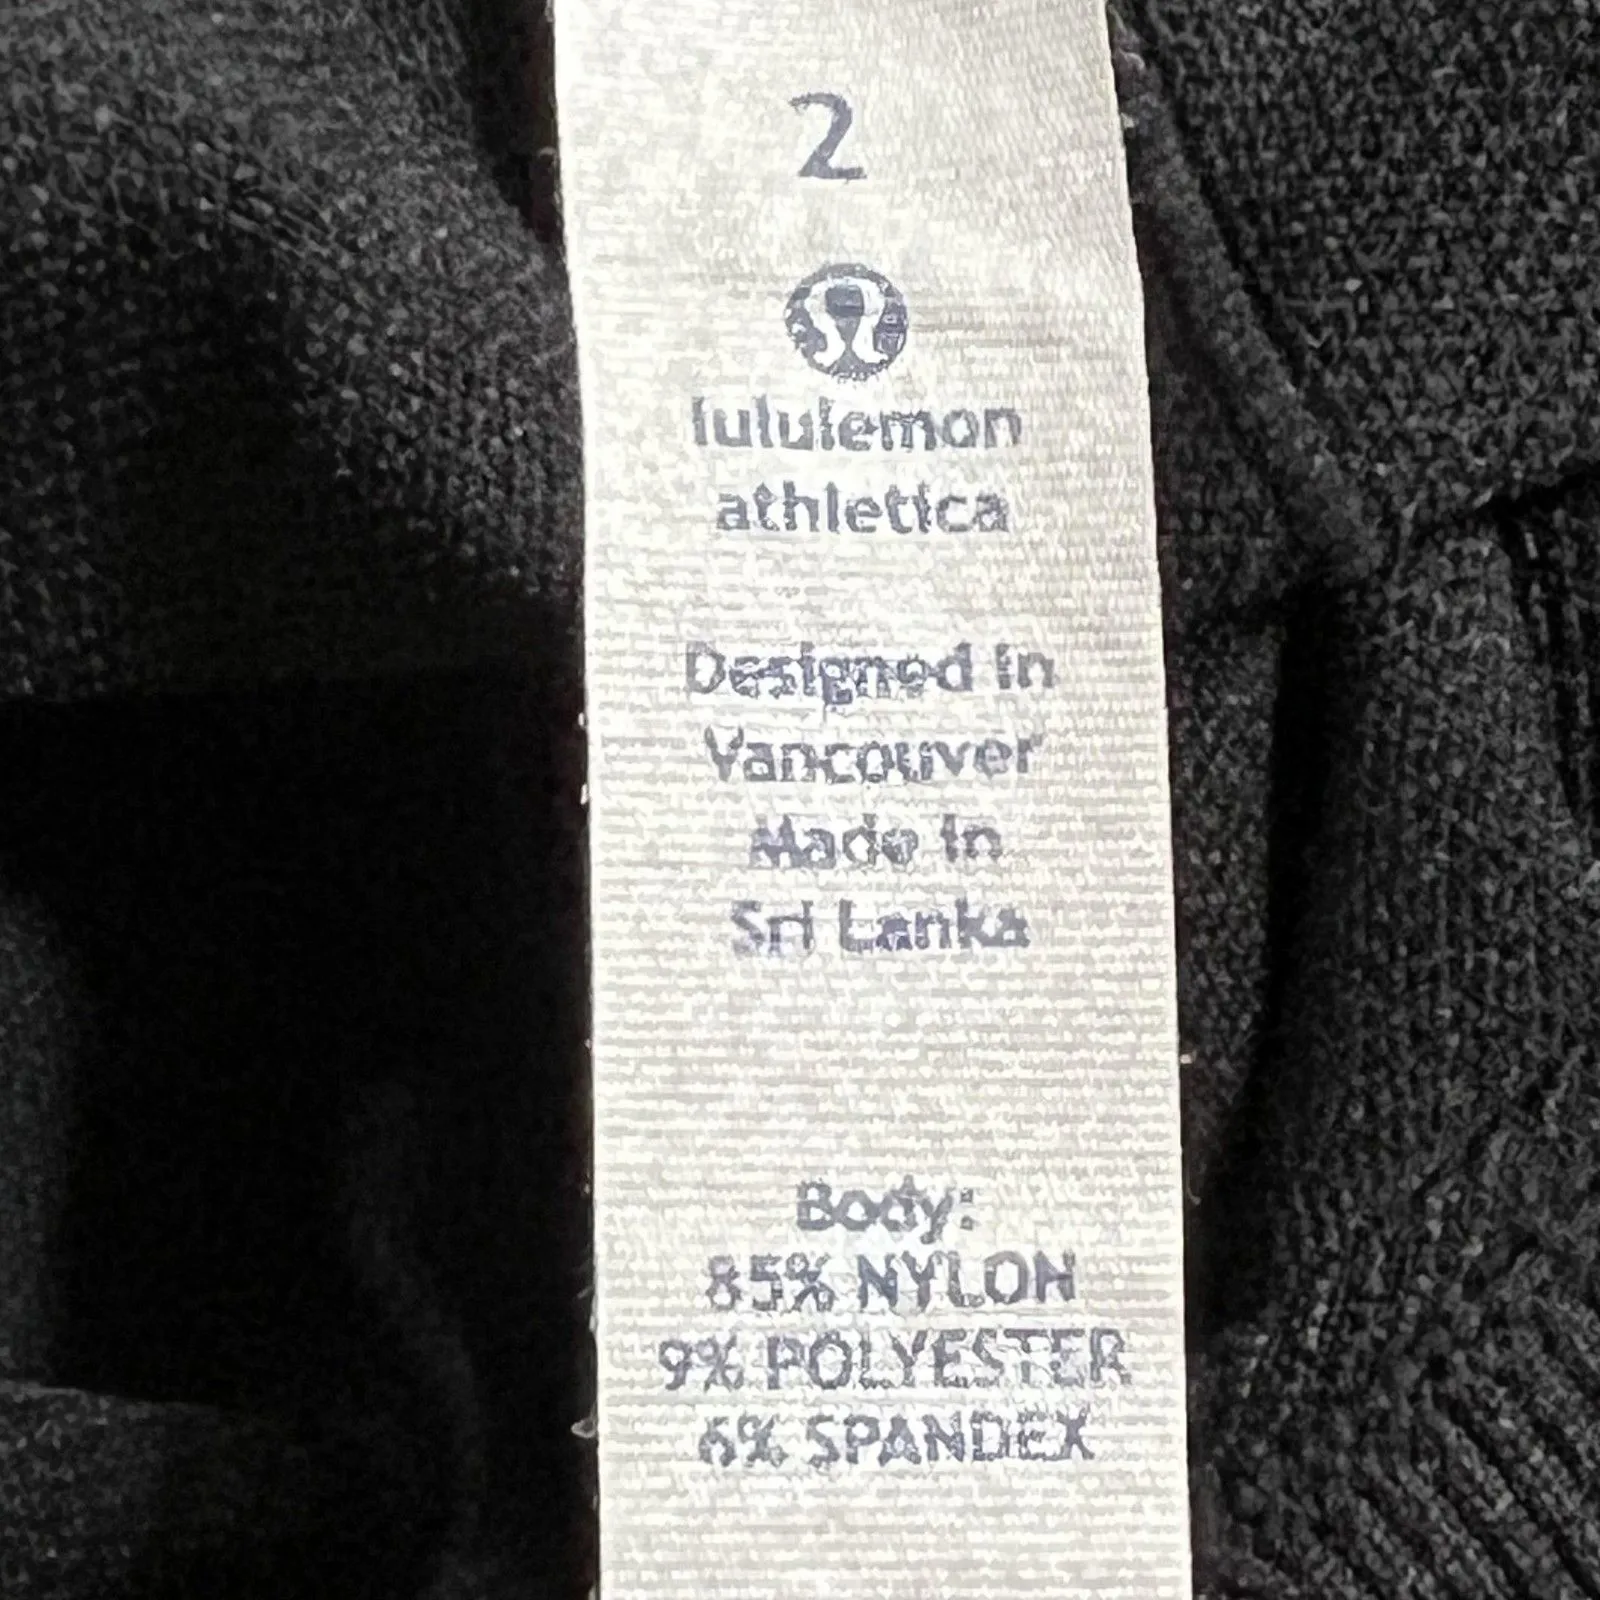 2
lululemon
athletica
Designed in
Vancouver
Made in
Sri Lanka
Body:
85% NYLON
9% POLYESTER
6% SPANDEX